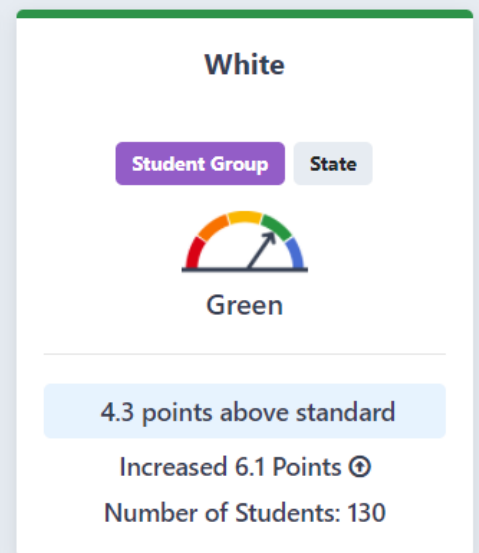 White
Student Group State
Green
4.3 points above standard
Increased 6.1 Points
Number of Students: 130